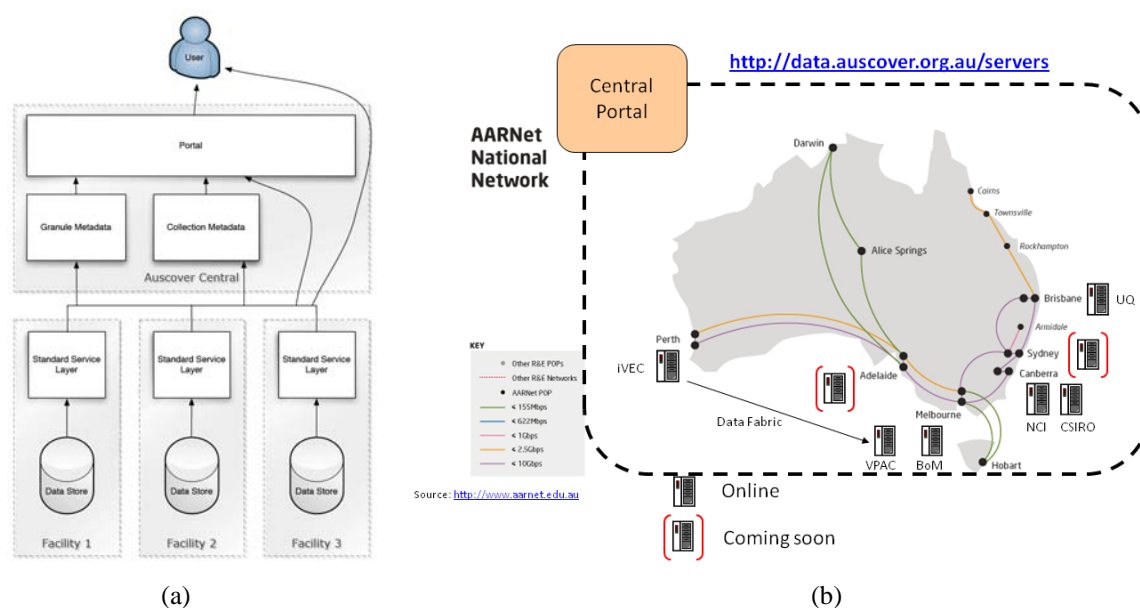 User
Portal
Granule Metadata
Collection Metadata
Auscover Central
Standard Service
Layer
Standard Service
Layer
Standard Service
Layer
Data Store
Data Store
Data Store
Facility 1
Facility 2
Facility 3
(a)
http://data.auscover.org.au/servers
Central
Portal
AARNet
National
Network
Darwin
Cairns
Townsville
Rockhampton
Alice Springs
Brisbane
UQ
Armidale
Perth
Sydney
iVEC
Adelaide
Canberra
Melbourne
NCI
CSIRO
Data Fabric
VPAC
BoM
Hobart
KEY
Other R&E POPs
Other R&E Networks
AARNet POP
≤ 155Mbps
≤ 622Mbps
≤ 1Gbps
≤ 2.5Gbps
≤ 10Gbps
Source: http://www.aarnet.edu.au
Online
Coming soon
(b)